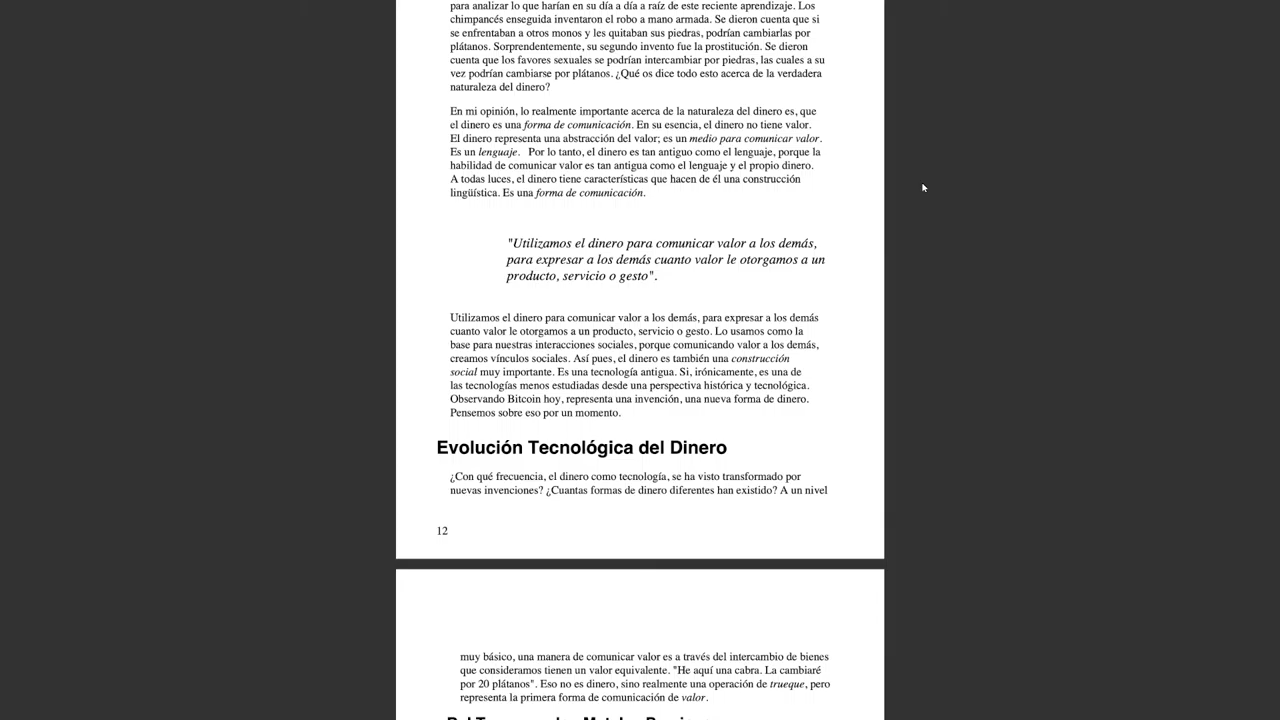 para analizar lo que harían en su día a día a raíz de este reciente aprendizaje. Los
chimpancés enseguida inventaron el robo a mano armada. Se dieron cuenta que si
se enfrentaban a otros monos y les quitaban sus piedras, podrían cambiarlas por
plátanos. Sorprendentemente, su segundo invento fue la prostitución. Se dieron
cuenta que los favores sexuales se podrían intercambiar por piedras, las cuales a su
vez podrían cambiarse por plátanos. ¿Qué os dice todo esto acerca de la verdadera
naturaleza del dinero?
En mi opinión, lo realmente importante acerca de la naturaleza del dinero es, que
el dinero es una forma de comunicación. En su esencia, el dinero no tiene valor.
El dinero representa una abstracción del valor; es un medio para comunicar valor.
Es un lenguaje. Por lo tanto, el dinero es tan antiguo como el lenguaje, porque la
habilidad de comunicar valor es tan antigua como el lenguaje y el propio dinero.
A todas luces, el dinero tiene características que hacen de él una construcción
lingüística. Es una forma de comunicación.
"Utilizamos el dinero para comunicar valor a los demás,
para expresar a los demás cuanto valor le otorgamos a un
producto, servicio o gesto".
Utilizamos el dinero para comunicar valor a los demás, para expresar a los demás
cuanto valor le otorgamos a un producto, servicio o gesto. Lo usamos como la
base para nuestras interacciones sociales, porque comunicando valor a los demás,
creamos vínculos sociales. Así pues, el dinero es también una construcción
social muy importante. Es una tecnología antigua. Si, irónicamente, es una de
las tecnologías menos estudiadas desde una perspectiva histórica y tecnológica.
Observando Bitcoin hoy, representa una invención, una nueva forma de dinero.
Pensemos sobre eso por un momento.
Evolución Tecnológica del Dinero
¿Con qué frecuencia, el dinero como tecnología, se ha visto transformado por
nuevas invenciones? ¿Cuantas formas de dinero diferentes han existido? A un nivel
12
muy básico, una manera de comunicar valor es a través del intercambio de bienes
que consideramos tienen un valor equivalente. "He aquí una cabra. La cambiaré
por 20 plátanos". Eso no es dinero, sino realmente una operación de trueque, pero
representa la primera forma de comunicación de valor.